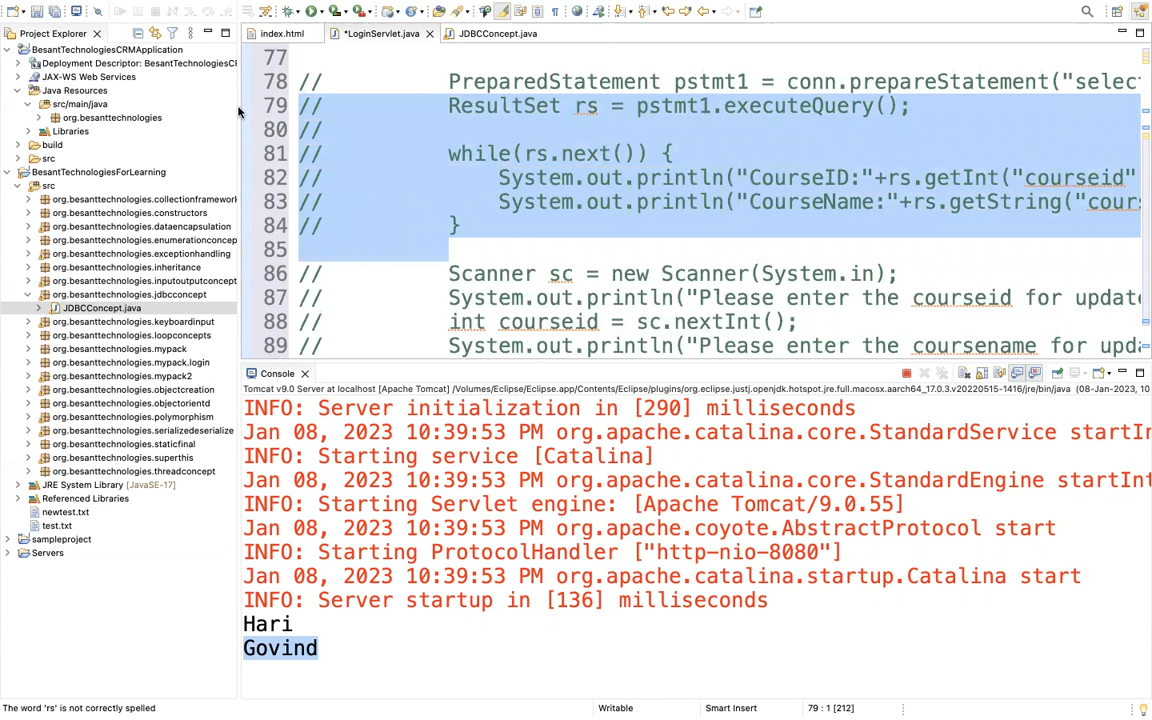 Project Explorer
index.html
*LoginServlet.java
JDBCConcept.java
BesantTechnologiesCRMApplication
Deployment Descriptor: BesantTechnologiesCF
JAX-WS Web Services
Java Resources
src/main/java
org.besanttechnologies
Libraries
build
src
BesantTechnologiesForLearning
src
org.besanttechnologies.collectionframework
org.besanttechnologies.constructors
org.besanttechnologies.dataencapsulation
org.besanttechnologies.enumerationconcep
org.besanttechnologies.exceptionhandling
org.besanttechnologies.inheritance
org.besanttechnologies.inputoutputconcept
org.besanttechnologies.jdbcconcept
JDBCConcept.java
org.besanttechnologies.keyboardinput
org.besanttechnologies.loopconcepts
org.besanttechnologies.mypack
org.besanttechnologies.mypack.login
org.besanttechnologies.mypack2
org.besanttechnologies.objectcreation
org.besanttechnologies.objectorientd
org.besanttechnologies.polymorphism
org.besanttechnologies.serializedeserialize
org.besanttechnologies.staticfinal
org.besanttechnologies.superthis
org.besanttechnologies.threadconcept
JRE System Library [JavaSE-17]
Referenced Libraries
newtest.txt
test.txt
sampleproject
Servers
77
78 // PreparedStatement pstmt1 = conn.prepareStatement("selec
79 // ResultSet rs = pstmt1.executeQuery();
80 //
81 // while(rs.next()) {
82 // System.out.println("CourseID:"+rs.getInt("courseid"
83 // System.out.println("CourseName:"+rs.getString("cours
84 // }
85
86 // Scanner sc = new Scanner(System.in);
87 // System.out.println("Please enter the courseid for update
88 // int courseid = sc.nextInt();
89 // System.out.println("Please enter the coursename for upda
Console
Tomcat v9.0 Server at localhost [Apache Tomcat] /Volumes/Eclipse/Eclipse.app/Contents/Eclipse/plugins/org.eclipse.justj.openjdk.hotspot.jre.full.macosx.aarch64_17.0.3.v20220515-1416/jre/bin/java (08-Jan-2023, 10
INFO: Server initialization in [290] milliseconds
Jan 08, 2023 10:39:53 PM org.apache.catalina.core.StandardService startIn
INFO: Starting service [Catalina]
Jan 08, 2023 10:39:53 PM org.apache.catalina.core.StandardEngine startInt
INFO: Starting Servlet engine: [Apache Tomcat/9.0.55]
Jan 08, 2023 10:39:53 PM org.apache.coyote.AbstractProtocol start
INFO: Starting ProtocolHandler ["http-nio-8080"]
Jan 08, 2023 10:39:53 PM org.apache.catalina.startup.Catalina start
INFO: Server startup in [136] milliseconds
Hari
Govind
The word 'rs' is not correctly spelled
Writable
Smart Insert
79 : 1 [212]